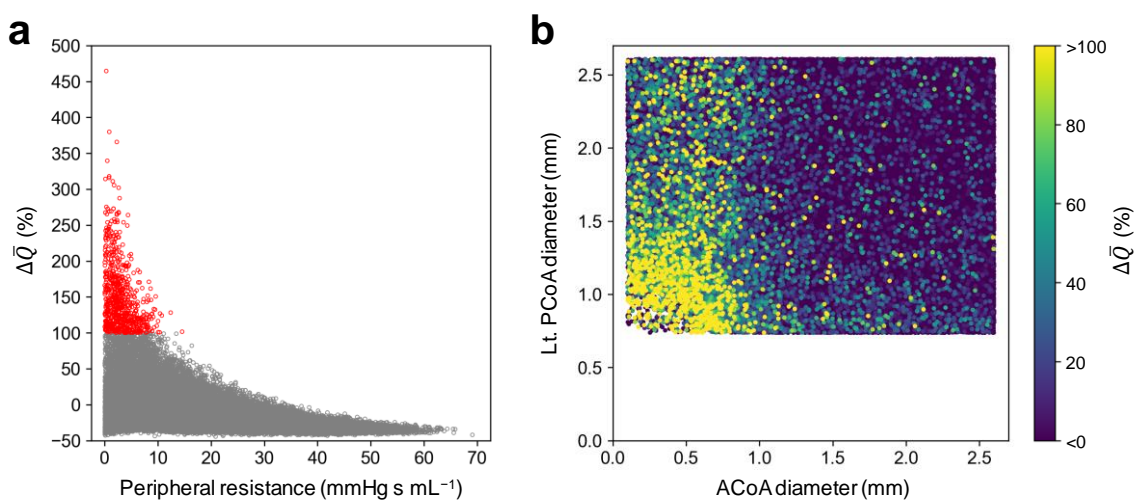 a
500
450
400
350
300
250
200
150
100
50
0
−50
ΔQ̅ (%)
0 10 20 30 40 50 60 70
Peripheral resistance (mmHg s mL⁻¹)
b
2.5
2.0
1.5
1.0
0.5
0.0
Lt. PCoA diameter (mm)
0.0 0.5 1.0 1.5 2.0 2.5
ACoA diameter (mm)
>100
80
60
40
20
<0
ΔQ̅ (%)